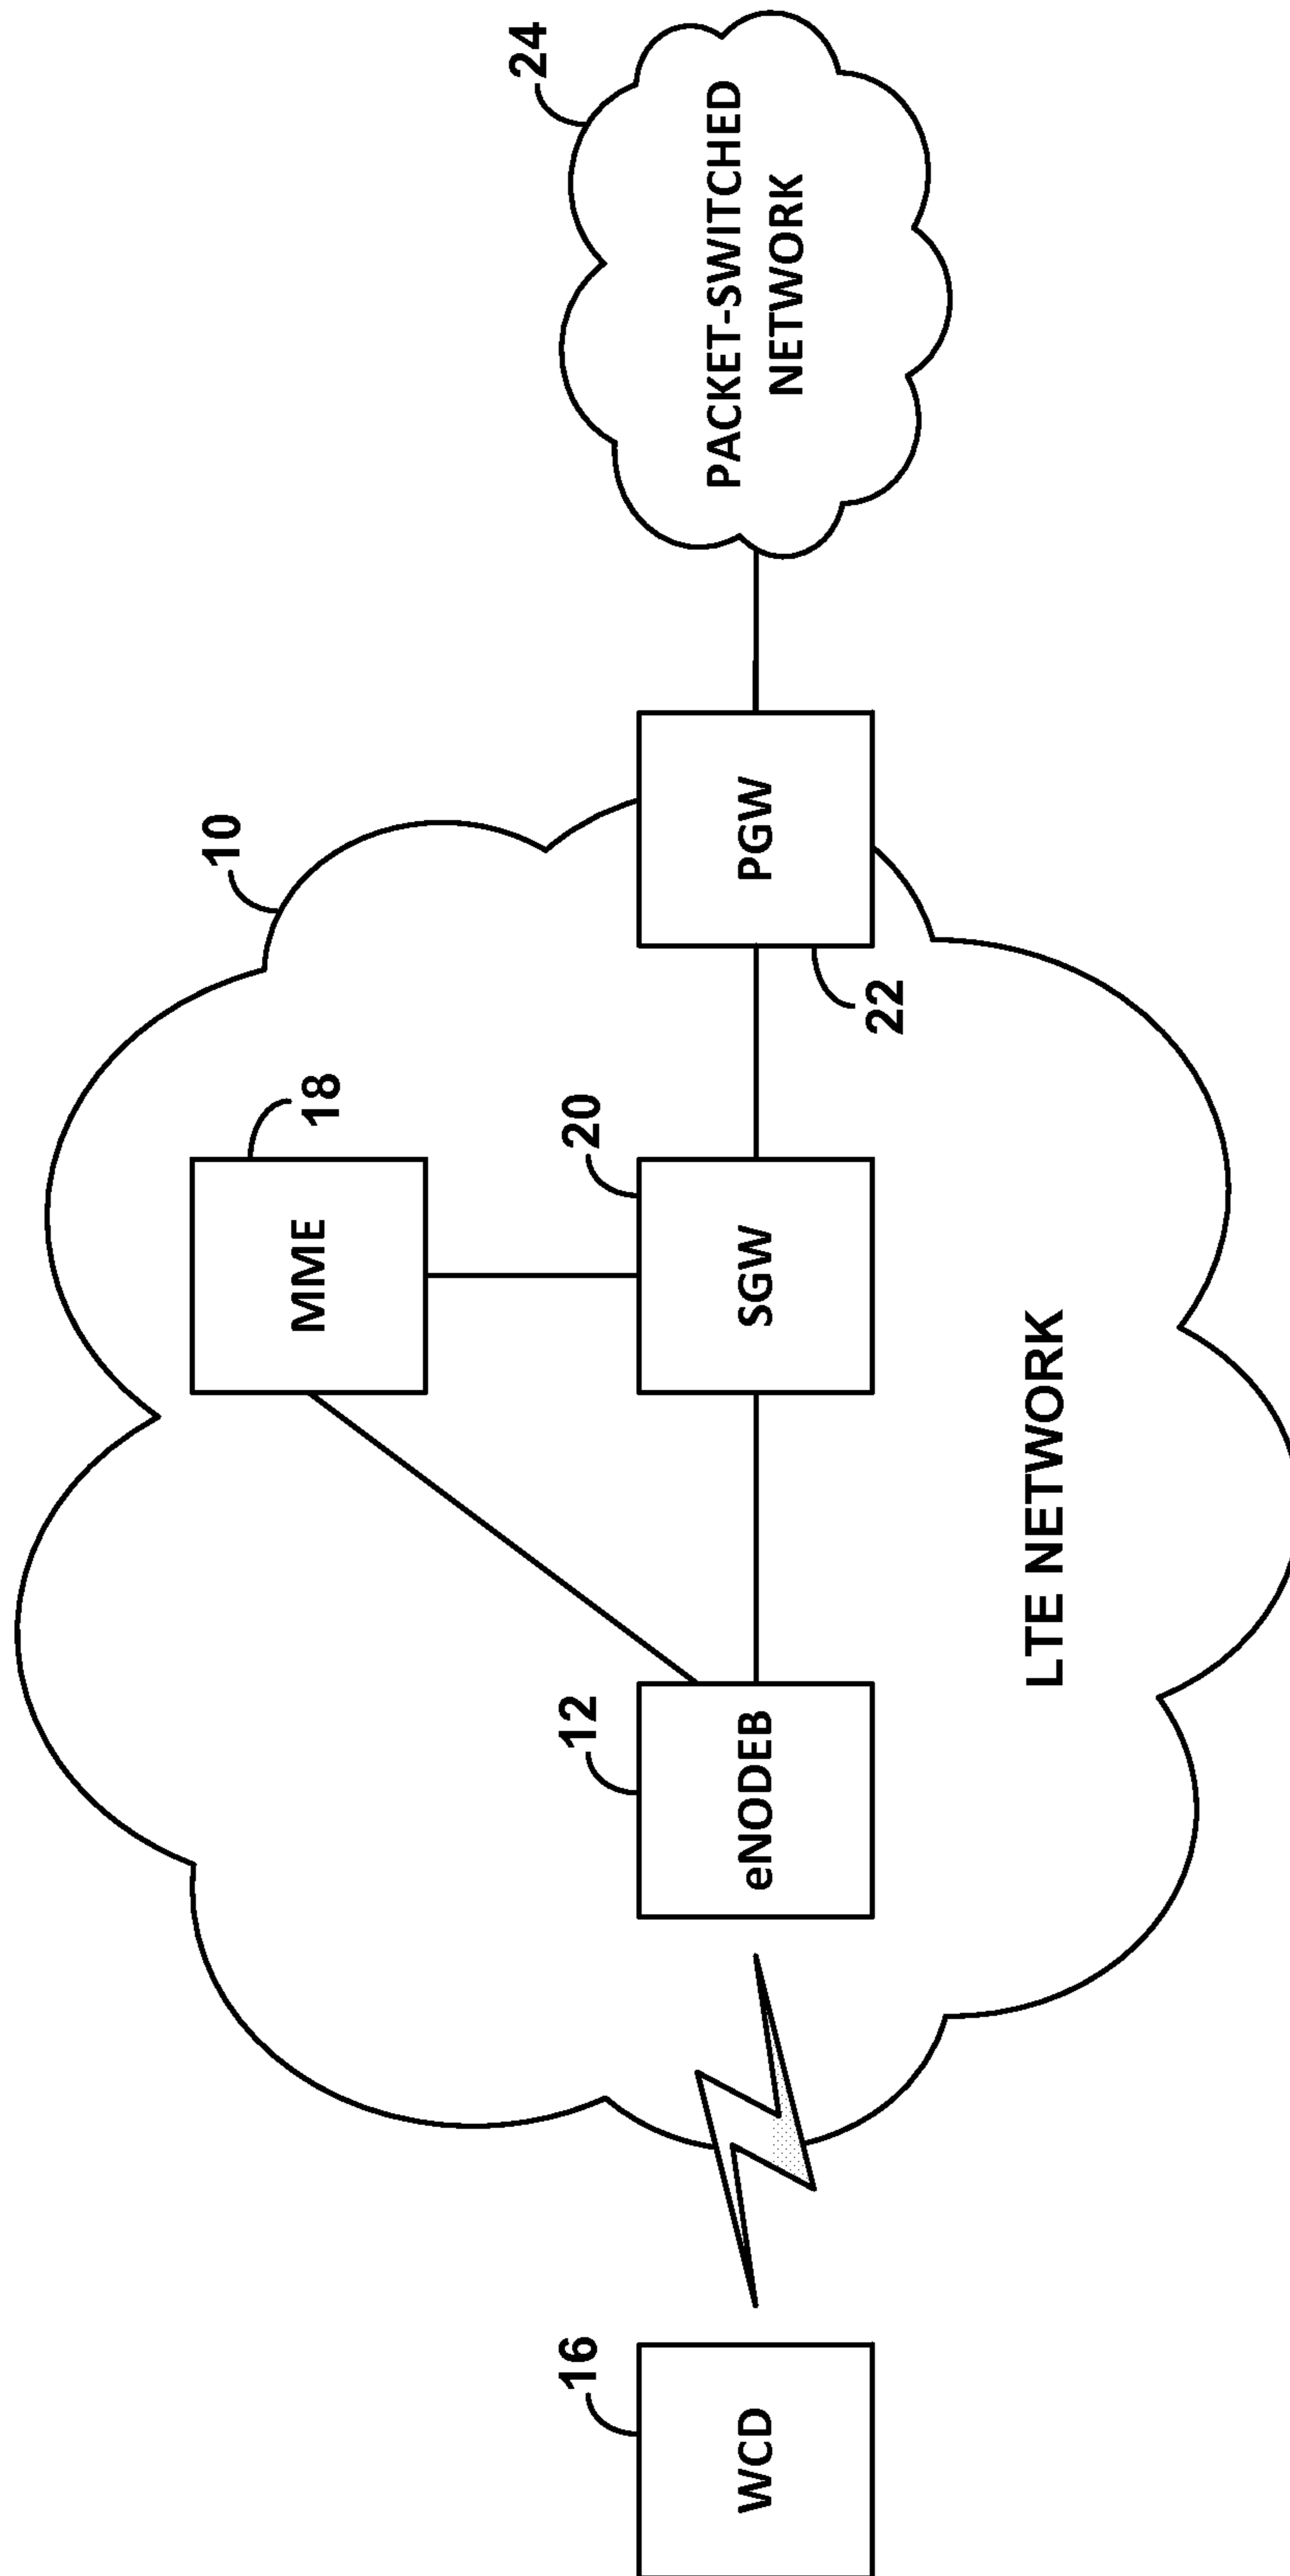 10
24
MME
18
16
12
20
WCD
eNODEB
SGW
PGW
PACKET-SWITCHED
NETWORK
22
LTE NETWORK